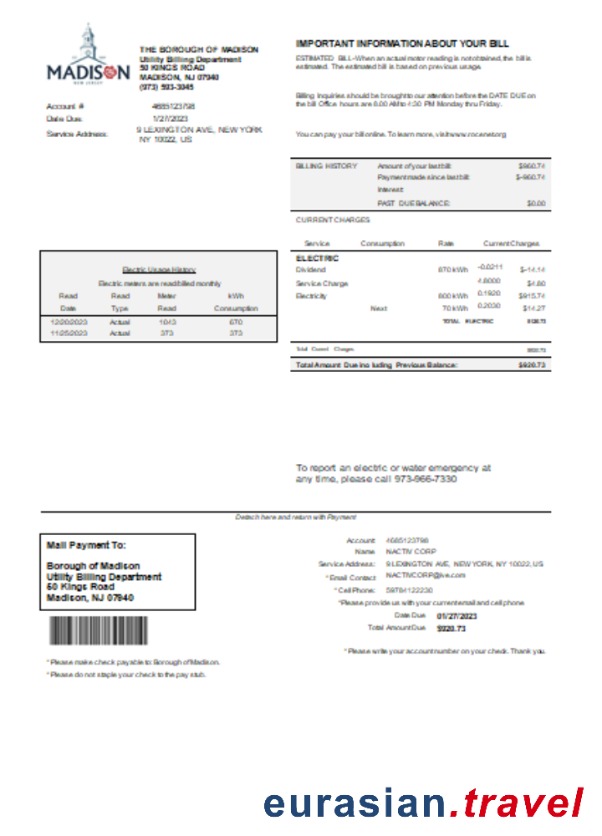 MADISON
NEW JERSEY
THE BOROUGH OF MADISON
Utility Billing Department
50 KINGS ROAD
MADISON, NJ 07940
(973) 593-3045
Account #
4685123798
Date Due
1/27/2023
Service Address:
9 LEXINGTON AVE, NEW YORK
NY 10022, US
IMPORTANT INFORMATION ABOUT YOUR BILL
ESTIMATED BILL-When an actual motor reading is not obtained, the bill is
estimated. The estimated bill is based on previous usage.
Billing Inquiries should be brought to our attention before the DATE DUE on
the bill Office hours are 8.00 AM to 4:30 PM Monday thru Friday.
You can pay your bill online. To learn more, visit www.rocenet.org
BILLING HISTORY
Amount of your last bill: $960.74
Payment made since last bill: $-960.74
Interest:
PAST DUE BALANCE: $0.00
CURRENT CHARGES
Service Consumption Rate Current Charges
ELECTRIC
Dividend 670 kWh -0.0211 $-14.14
Service Charge 4.8000 $4.80
Electricity 600 kWh 0.1920 $915.74
Next 70 kWh 0.2030 $14.27
TOTAL ELECTRIC
Total Current Charges
Total Amount Due including Previous Balance: $920.73
Electric Usage History
Electric meters are read/billed monthly
Read Read Meter kWh
Date Type Read Consumption
12/20/2023 Actual 1043 670
11/25/2023 Actual 373 373
To report an electric or water emergency at
any time, please call 973-966-7330
Detach here and return with Payment
Mail Payment To:
Borough of Madison
Utility Billing Department
50 Kings Road
Madison, NJ 07940
* Please make check payable to: Borough of Madison.
* Please do not staple your check to the pay stub.
Account: 4685123798
Name NACTIV CORP
Service Address: 9 LEXINGTON AVE, NEW YORK, NY 10022, US
* Email Contact NACTIVCORP@ive.com
* Cell Phone: 59784122230
*Please provide us with your current email and cell phone
Date Due 01/27/2023
Total Amount Due $920.73
* Please write your account number on your check. Thank you.
eurasian.travel